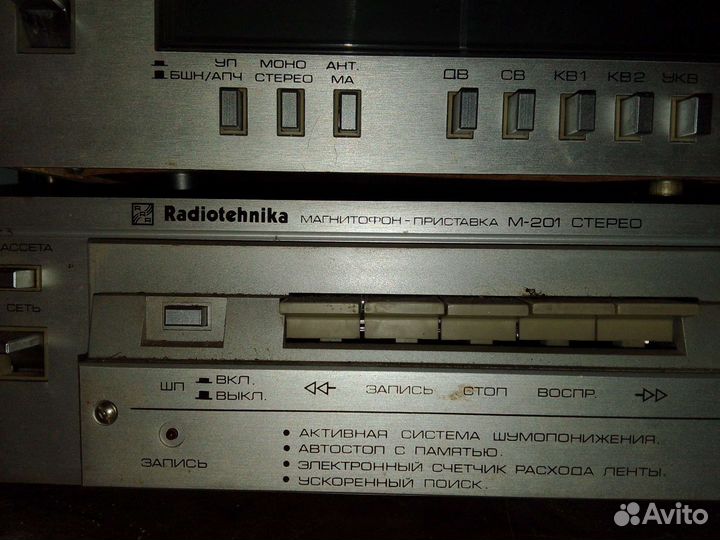 УП МОНО АНТ.
БШН/АПЧ СТЕРЕО МА
ДВ СВ КВ1 КВ2 УКВ
Radiotehnika МАГНИТОФОН-ПРИСТАВКА М-201 СТЕРЕО
АССЕТА
СЕТЬ
ШП ВКЛ.
ВЫКЛ.
ЗАПИСЬ СТОП ВОСПР.
ЗАПИСЬ
• АКТИВНАЯ СИСТЕМА ШУМОПОНИЖЕНИЯ.
• АВТОСТОП С ПАМЯТЬЮ.
• ЭЛЕКТРОННЫЙ СЧЕТЧИК РАСХОДА ЛЕНТЫ.
• УСКОРЕННЫЙ ПОИСК.
Avito